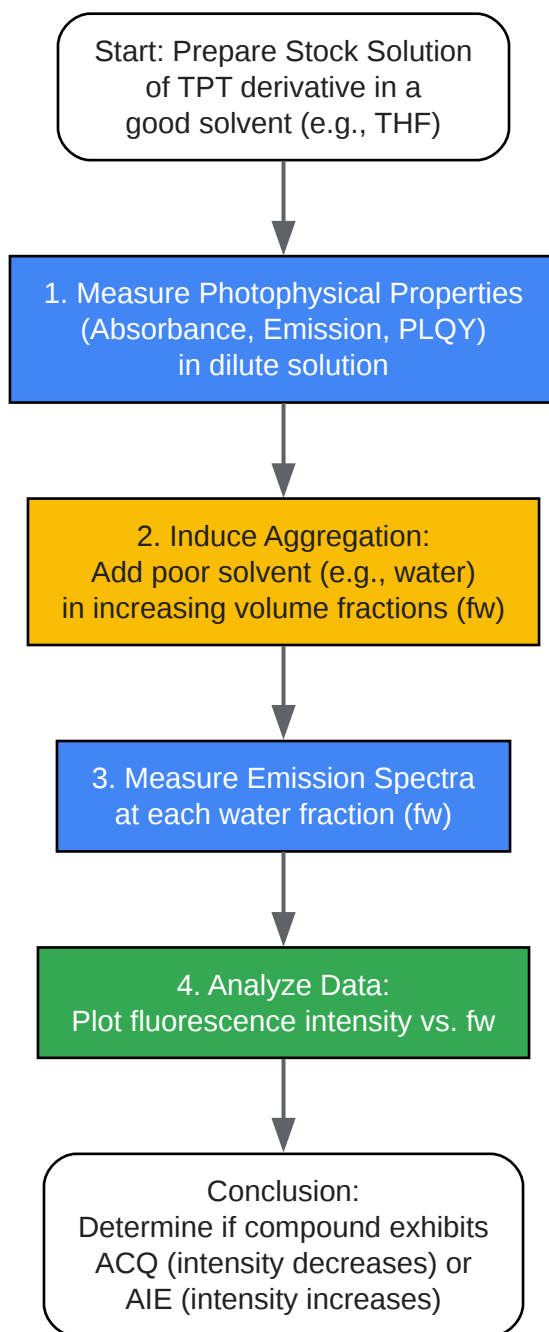 Start: Prepare Stock Solution
of TPT derivative in a
good solvent (e.g., THF)
1. Measure Photophysical Properties
(Absorbance, Emission, PLQY)
in dilute solution
2. Induce Aggregation:
Add poor solvent (e.g., water)
in increasing volume fractions (fw)
3. Measure Emission Spectra
at each water fraction (fw)
4. Analyze Data:
Plot fluorescence intensity vs. fw
Conclusion:
Determine if compound exhibits
ACQ (intensity decreases) or
AIE (intensity increases)